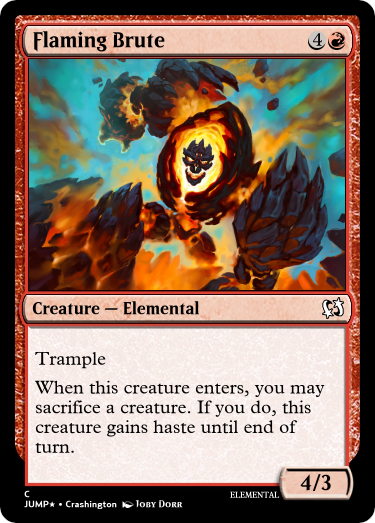 Flaming Brute 4
Creature — Elemental
Trample
When this creature enters, you may
sacrifice a creature. If you do, this
creature gains haste until end of
turn.
4/3
C
JUMP★ • Crashington Joby Dorr
ELEMENTAL